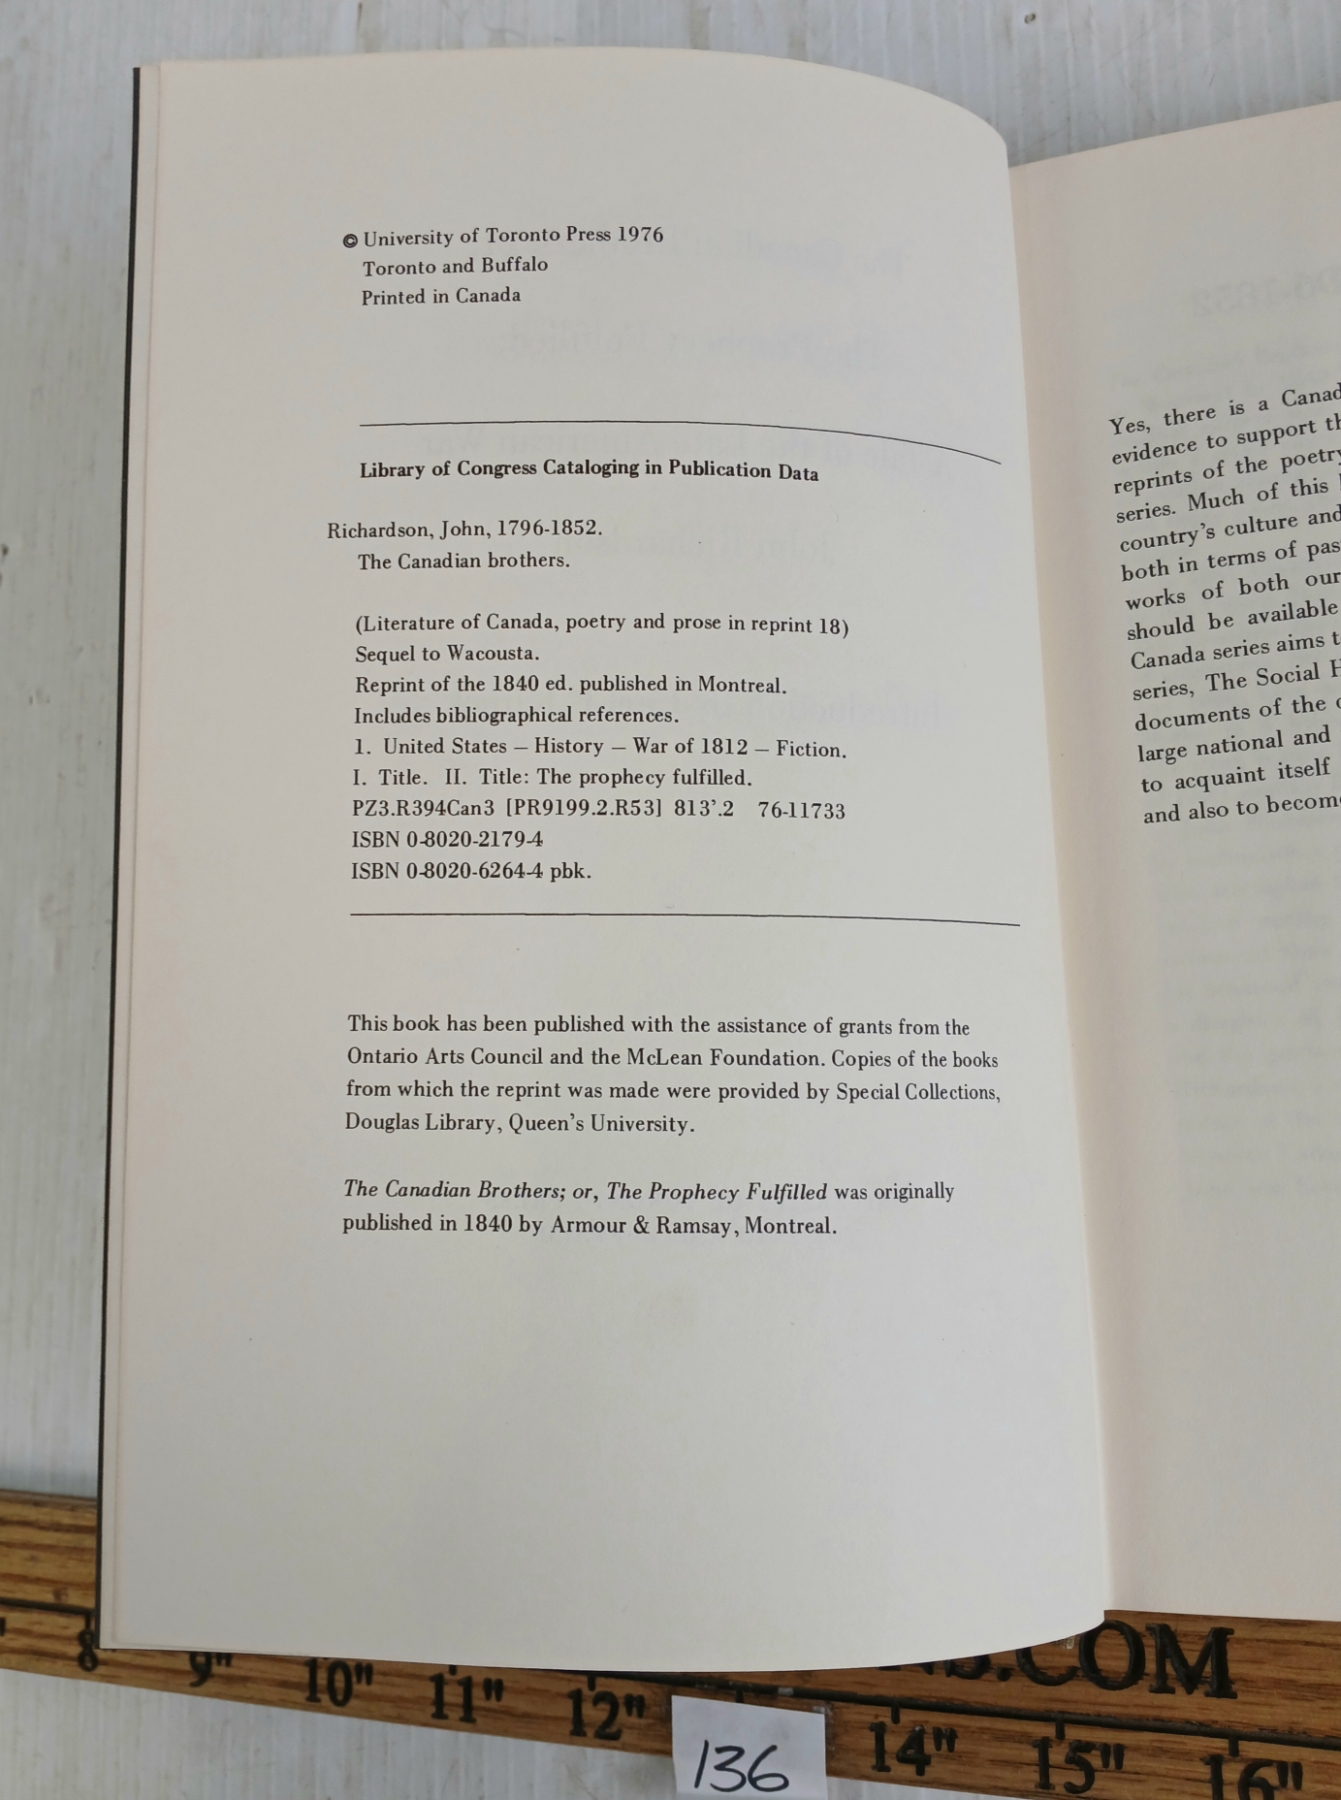 © University of Toronto Press 1976
Toronto and Buffalo
Printed in Canada
Library of Congress Cataloging in Publication Data
Richardson, John, 1796-1852.
The Canadian brothers.
(Literature of Canada, poetry and prose in reprint 18)
Sequel to Wacousta.
Reprint of the 1840 ed. published in Montreal.
Includes bibliographical references.
1. United States – History – War of 1812 – Fiction.
I. Title. II. Title: The prophecy fulfilled.
PZ3.R394Can3 [PR9199.2.R53] 813'.2 76-11733
ISBN 0-8020-2179-4
ISBN 0-8020-6264-4 pbk.
This book has been published with the assistance of grants from the
Ontario Arts Council and the McLean Foundation. Copies of the books
from which the reprint was made were provided by Special Collections,
Douglas Library, Queen's University.
The Canadian Brothers; or, The Prophecy Fulfilled was originally
published in 1840 by Armour & Ramsay, Montreal.
Yes, there is a
evidence to support
reprints of the poetry
series. Much of this
country's culture and
both in terms of
works of both our
should be available
Canada series aims
series, The Social
documents of the
large national and
to acquaint itself
and also to
.COM
8" 9" 10" 11" 12" 14" 15" 16"
136